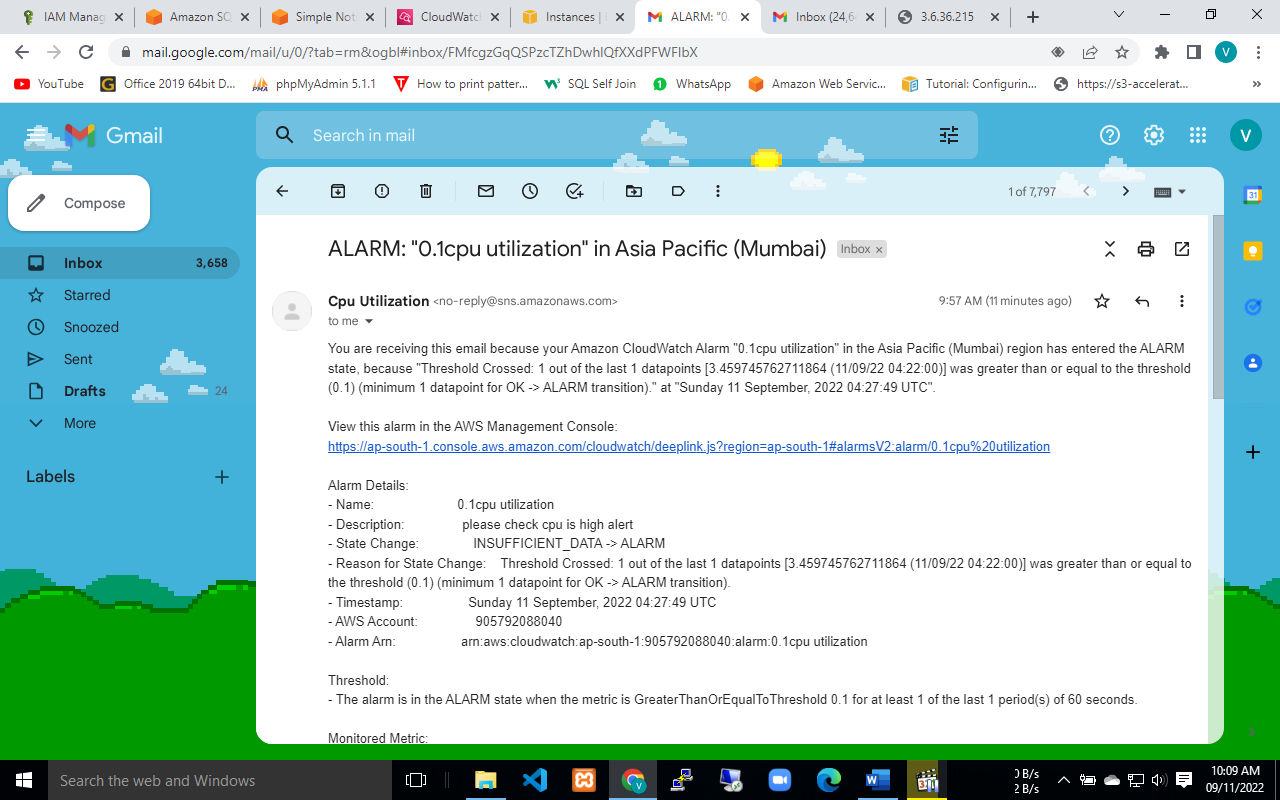 IAM Manag
Amazon SQ
Simple Not
CloudWatch
Instances |
ALARM: "0.
Inbox (24,6
3.6.36.215
mail.google.com/mail/u/0/?tab=rm&ogbl#inbox/FMfcgzGqQSPzcTZhDwhlQfXXdPFWFlbX
V
YouTube
Office 2019 64bit D...
phpMyAdmin 5.1.1
How to print patter...
SQL Self Join
WhatsApp
Amazon Web Servic...
Tutorial: Configurin...
https://s3-accelerat...
»
Gmail
Search in mail
V
Compose
1 of 7,797
Inbox 3,658
Starred
Snoozed
Sent
Drafts 24
More
Labels
ALARM: "0.1cpu utilization" in Asia Pacific (Mumbai) Inbox ×
Cpu Utilization <no-reply@sns.amazonaws.com> 9:57 AM (11 minutes ago)
to me
You are receiving this email because your Amazon CloudWatch Alarm "0.1cpu utilization" in the Asia Pacific (Mumbai) region has entered the ALARM
state, because "Threshold Crossed: 1 out of the last 1 datapoints [3.459745762711864 (11/09/22 04:22:00)] was greater than or equal to the threshold
(0.1) (minimum 1 datapoint for OK -> ALARM transition)." at "Sunday 11 September, 2022 04:27:49 UTC".
View this alarm in the AWS Management Console:
https://ap-south-1.console.aws.amazon.com/cloudwatch/deeplink.js?region=ap-south-1#alarmsV2:alarm/0.1cpu%20utilization
Alarm Details:
- Name: 0.1cpu utilization
- Description: please check cpu is high alert
- State Change: INSUFFICIENT_DATA -> ALARM
- Reason for State Change: Threshold Crossed: 1 out of the last 1 datapoints [3.459745762711864 (11/09/22 04:22:00)] was greater than or equal to
the threshold (0.1) (minimum 1 datapoint for OK -> ALARM transition).
- Timestamp: Sunday 11 September, 2022 04:27:49 UTC
- AWS Account: 905792088040
- Alarm Arn: arn:aws:cloudwatch:ap-south-1:905792088040:alarm:0.1cpu utilization
Threshold:
- The alarm is in the ALARM state when the metric is GreaterThanOrEqualToThreshold 0.1 for at least 1 of the last 1 period(s) of 60 seconds.
Monitored Metric:
Search the web and Windows
0 B/s
2 B/s
10:09 AM
09/11/2022